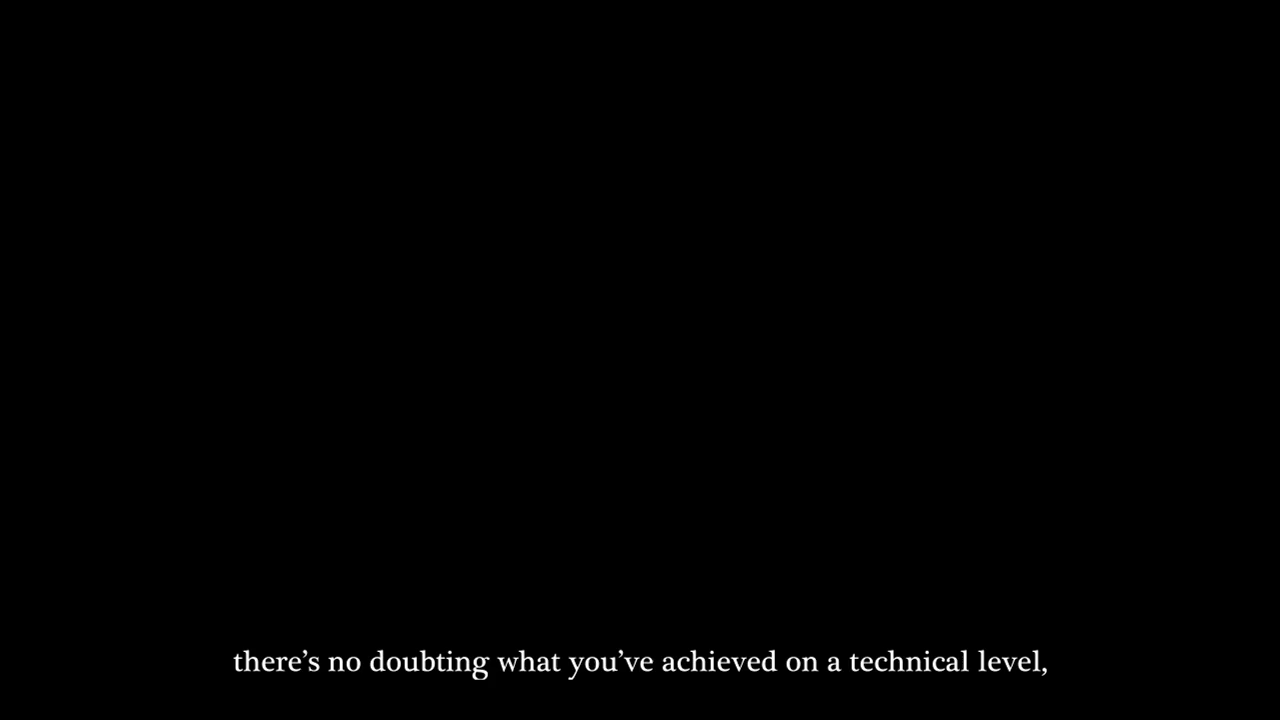 there’s no doubting what you’ve achieved on a technical level,